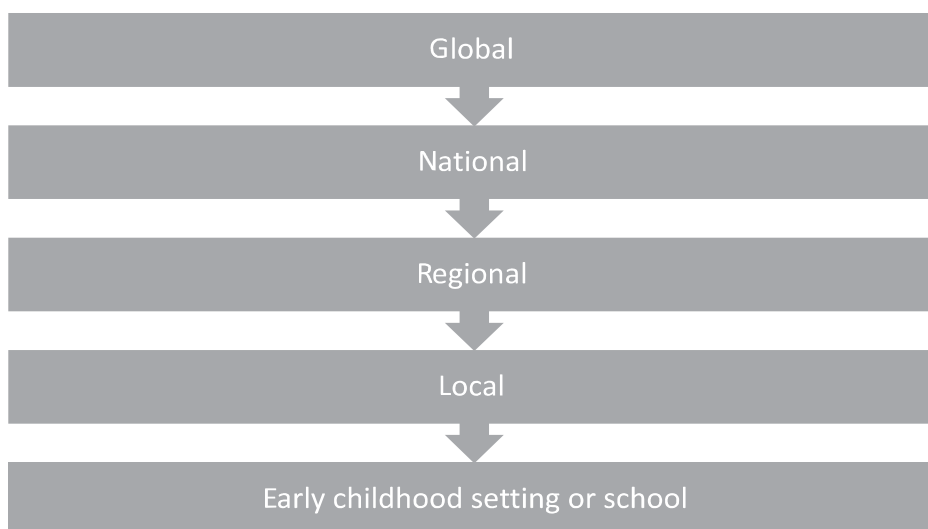 Global
National
Regional
Local
Early childhood setting or school